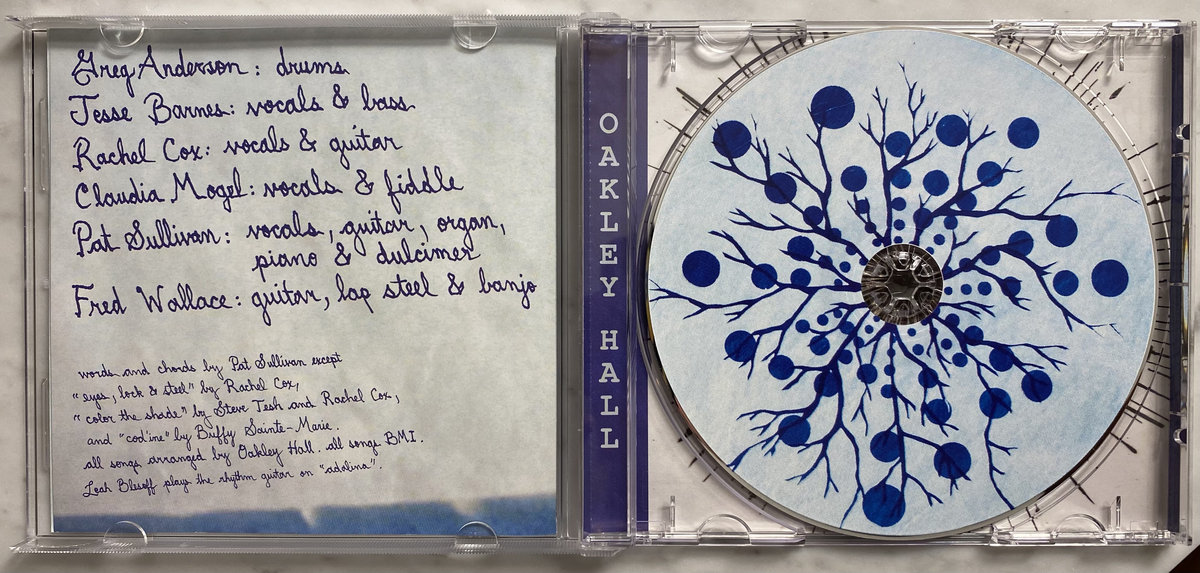 Greg Anderson: drums
Jesse Barnes: vocals & bass
Rachel Cox: vocals & guitar
Claudia Mogel: vocals & fiddle
Pat Sullivan: vocals, guitar, organ,
piano & dulcimer
Fred Wallace: guitar, lap steel & banjo
words and chords by Pat Sullivan except
"eyes, lock & steel" by Rachel Cox,
"color the shade" by Steve Tesh and Rachel Cox,
and "cod'ine" by Buffy Sainte-Marie.
all songs arranged by Oakley Hall. all songs BMI.
Leah Blesoff plays the rhythm guitar on "adalina".
OAKLEY HALL